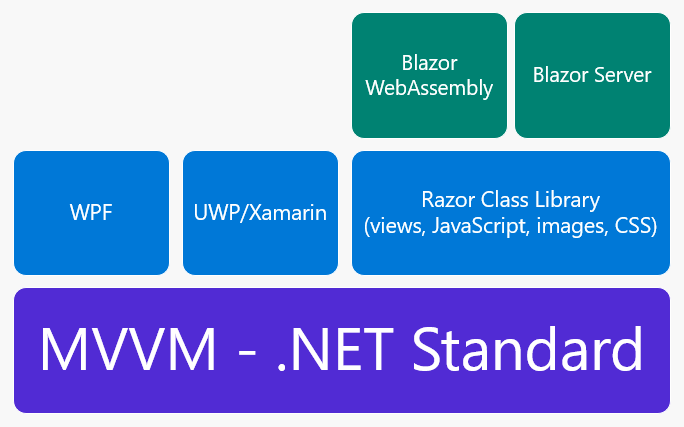 Blazor
WebAssembly
Blazor Server
WPF
UWP/Xamarin
Razor Class Library
(views, JavaScript, images, CSS)
MVVM - .NET Standard